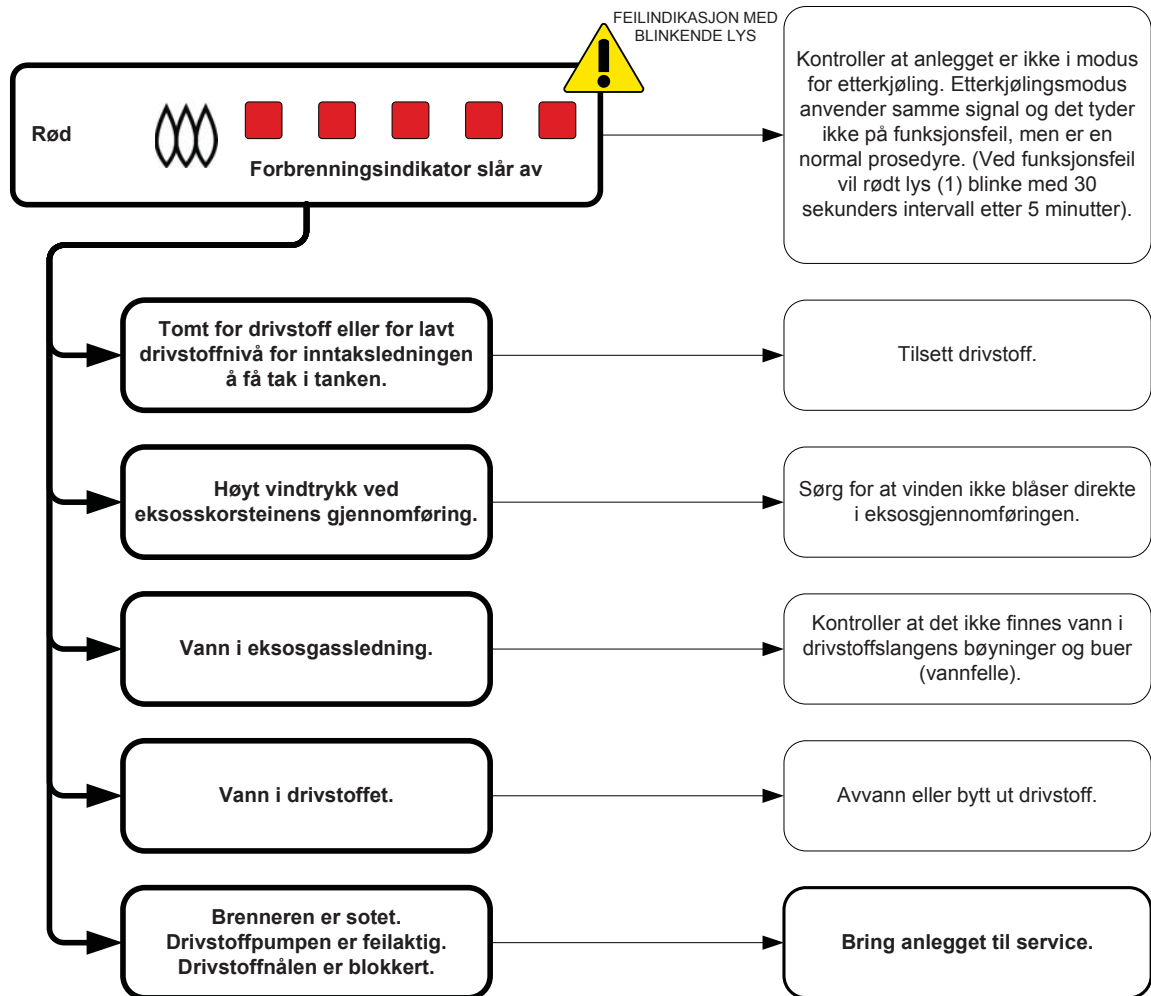 FEILINDIKASJON MED
BLINKENDE LYS
Rød
Forbrenningsindikator slår av
Kontroller at anlegget er ikke i modus
for etterkjøling. Etterkjølingsmodus
anvender samme signal og det tyder
ikke på funksjonsfeil, men er en
normal prosedyre. (Ved funksjonsfeil
vil rødt lys (1) blinke med 30
sekunders intervall etter 5 minutter).
Tomt for drivstoff eller for lavt
drivstoffnivå for inntaksledningen
å få tak i tanken.
Tilsett drivstoff.
Høyt vindtrykk ved
eksosskorsteinens gjennomføring.
Sørg for at vinden ikke blåser direkte
i eksosgjennomføringen.
Vann i eksosgassledning.
Kontroller at det ikke finnes vann i
drivstoffslangens bøyninger og buer
(vannfelle).
Vann i drivstoffet.
Avvann eller bytt ut drivstoff.
Brenneren er sotet.
Drivstoffpumpen er feilaktig.
Drivstoffnålen er blokkert.
Bring anlegget til service.